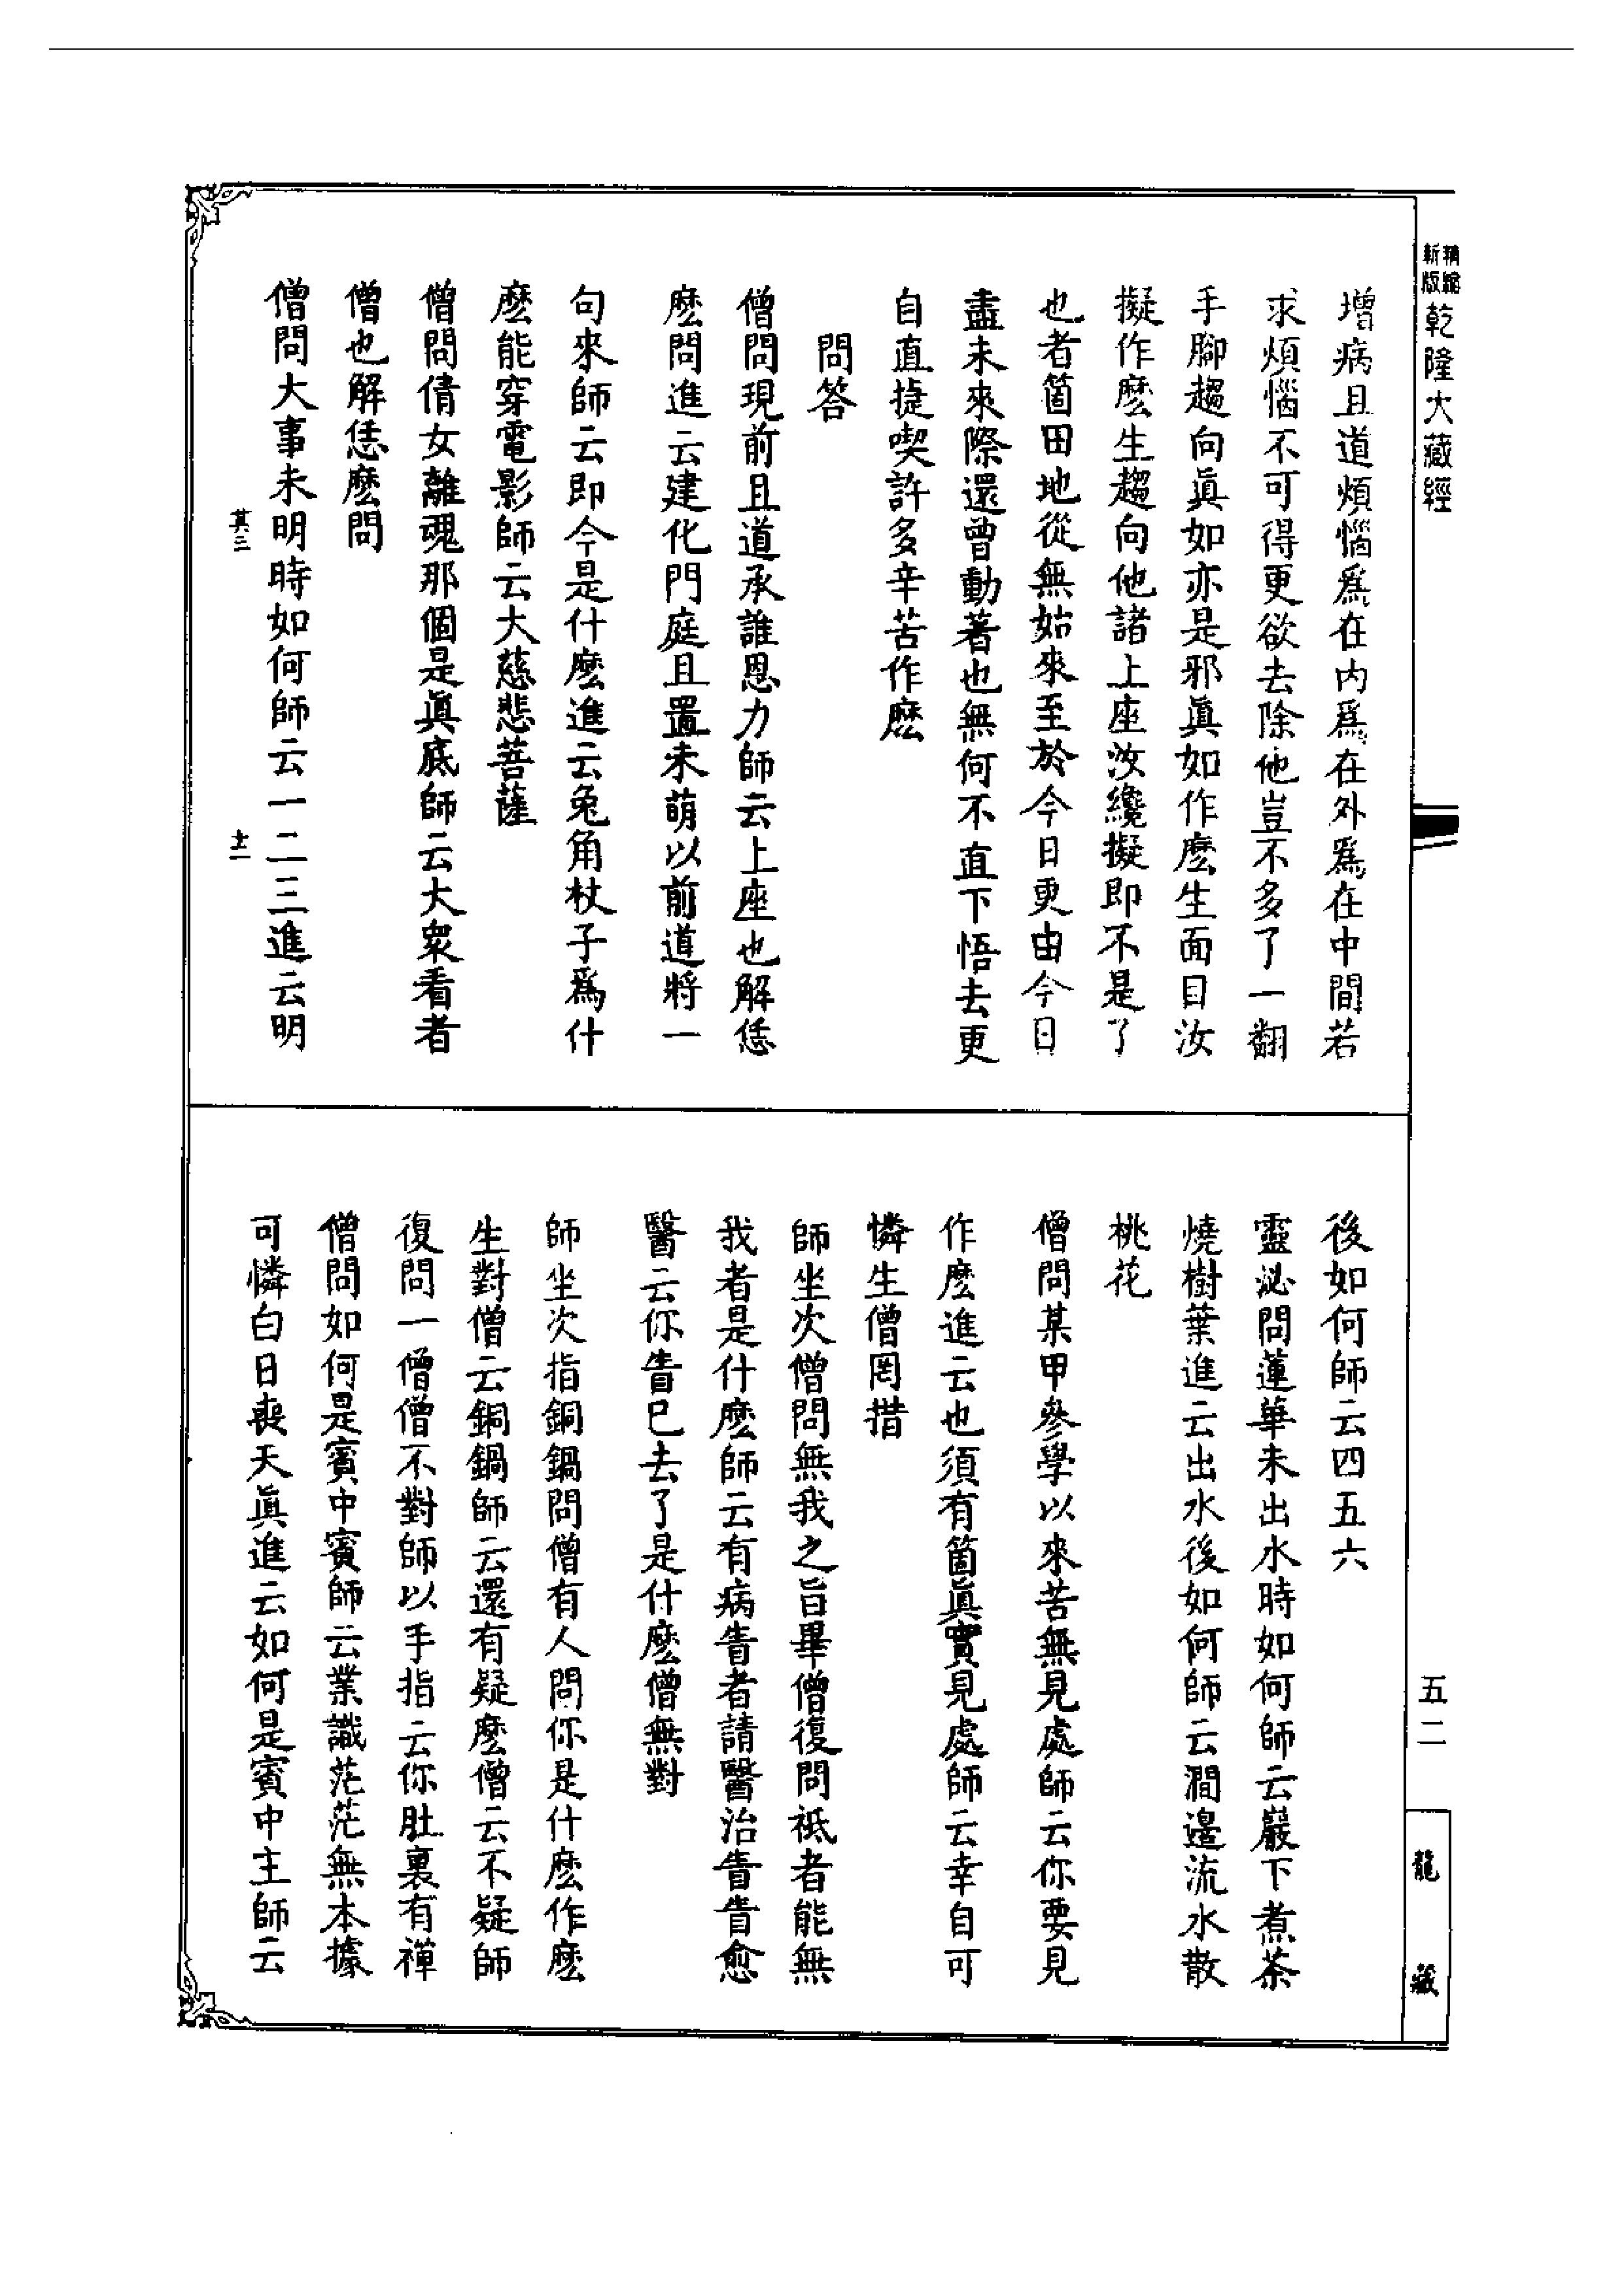 精縮新版乾隆大藏經
增病且道煩惱爲在内爲在外爲在中間若
求煩惱不可得更欲去除他豈不多了一翻
手腳趨向眞如亦是邪眞如作麽生面目汝
擬作麽生趨向他諸上座汝纔擬即不是了
也者箇田地從無始來至於今日更由今日
盡未來際還曾動著也無何不直下悟去更
自直捷喫許多辛苦作麽
問答
僧問現前且道承誰恩力師云上座也解恁
麽問進云建化門庭且置未萌以前道將一
句來師云即今是什麽進云兔角杖子爲什
麽能穿電影師云大慈悲菩薩
僧問倩女離魂那個是眞底師云大衆看者
僧也解恁麽問
僧問大事未明時如何師云一二三進云明
其三
十二
後如何師云四五六
靈泌問蓮華未出水時如何師云巖下煮茶
燒樹葉進云出水後如何師云澗邊流水散
桃花
僧問某甲參學以來苦無見處師云你要見
作麽進云也須有箇眞實見處師云幸自可
憐生僧罔措
師坐次僧問無我之旨畢僧復問祇者能無
我者是什麽師云有病眚者請醫治眚眚愈
醫云你眚已去了是什麽僧無對
師坐次指銅鍋問僧有人問你是什麽作麽
生對僧云銅鍋師云還有疑麽僧云不疑師
復問一僧僧不對師以手指云你肚裏有禪
僧問如何是賓中賓師云業識茫茫無本據
可憐白日喪天眞進云如何是賓中主師云
五二
龍藏